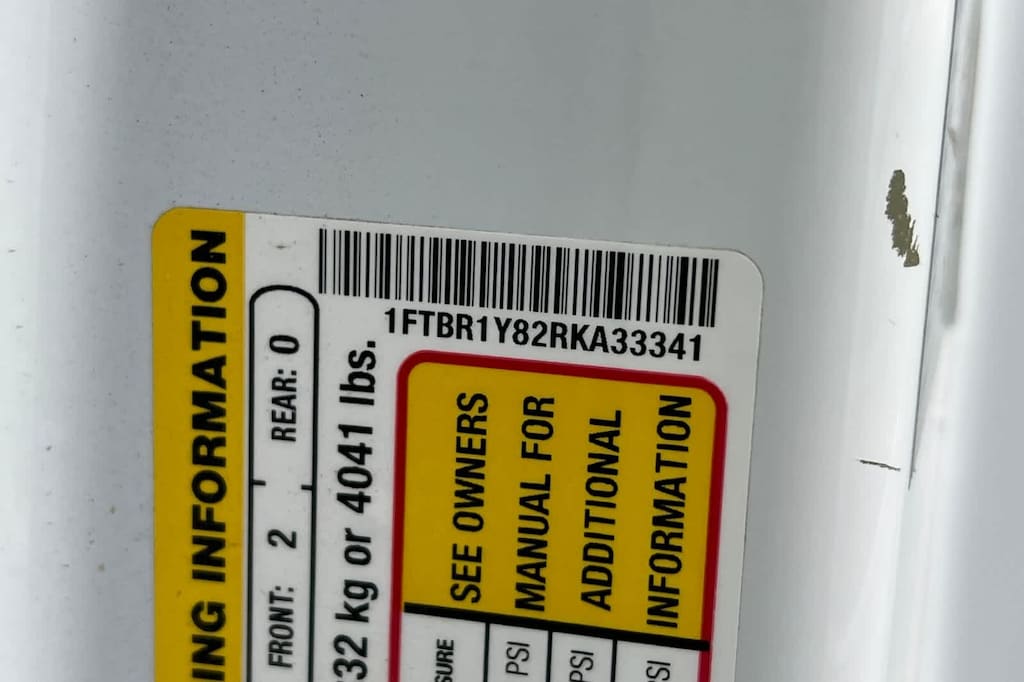 ING INFORMATION
FRONT: 2 REAR: 0
32 kg or 4041 lbs.
1FTBR1Y82RKA33341
SEE OWNERS
MANUAL FOR
ADDITIONAL
INFORMATION
SURE
PSI
PSI
SI